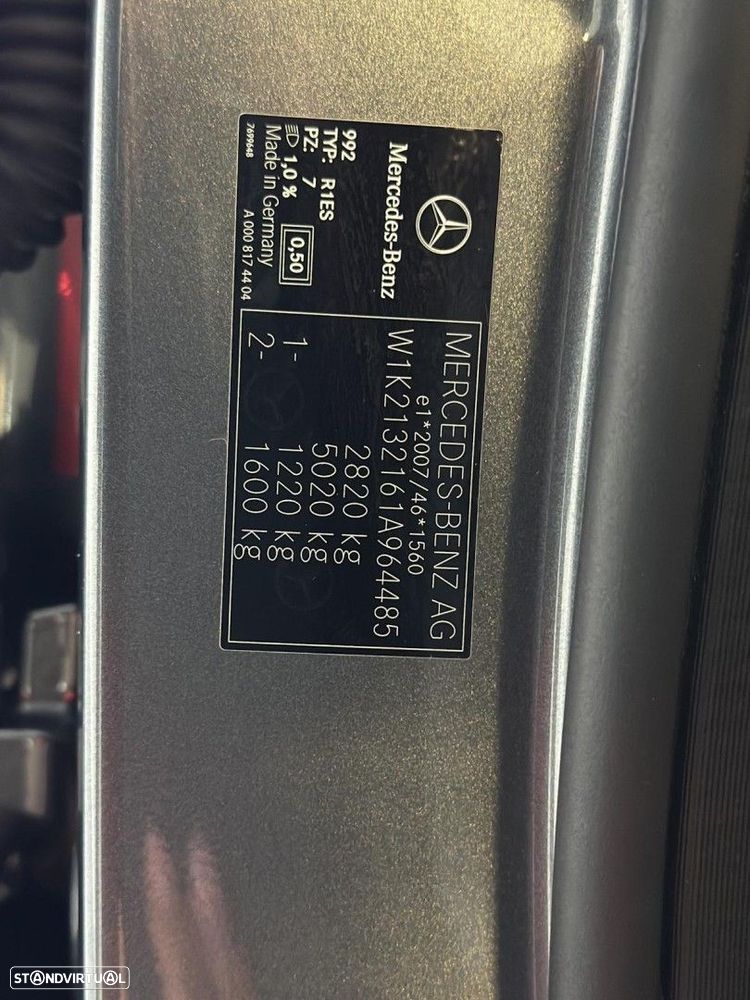 Mercedes-Benz
992
TYP: R1ES
PZ: 7
1,0 %
0,50
Made in Germany
7699648
A 000 817 44 04
MERCEDES-BENZ AG
e1*2007/46*1560
W1K2132161A964485
2820 kg
5020 kg
1- 1220 kg
2- 1600 kg
STANDVIRTUAL